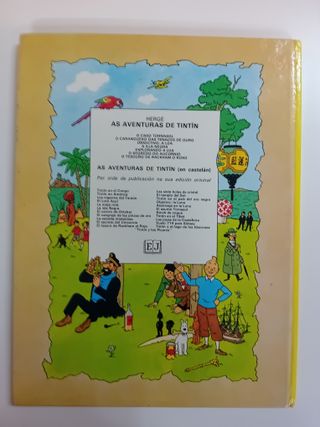 HERGÉ
AS AVENTURAS DE TINTÍN
O CASO TORNASOL
O CARANGUEXO DAS TENAZAS DE OURO
OBXECTIVO: A LÚA
A ILLA NEGRA
EXPLORANDO A LÚA
O SEGREDO DO ALICORNIO
O TESOURO DE RACKHAM O ROXO
AS AVENTURAS DE TINTÍN (en castelán)
Por orde de publicación na súa edición orixinal
Tintín en el Congo
Tintín en América
Los cigarros del Faraón
El Loto Azul
La oreja rota
La isla negra
El cetro de Ottokar
El cangrejo de las pinzas de oro
La estrella misteriosa
El secreto del Unicornio
El tesoro de Rackham el Rojo
Las siete bolas de cristal
El templo del Sol
Tintín en el país del oro negro
Objetivo: la Luna
Aterrizaje en la Luna
El asunto Tornasol
Stock de coque
Tintín en el Tíbet
Las joyas de la Castafiore
Vuelo 714 para Sidney
Tintín y el lago de los tiburones
Tintín y los Pícaros
EJ